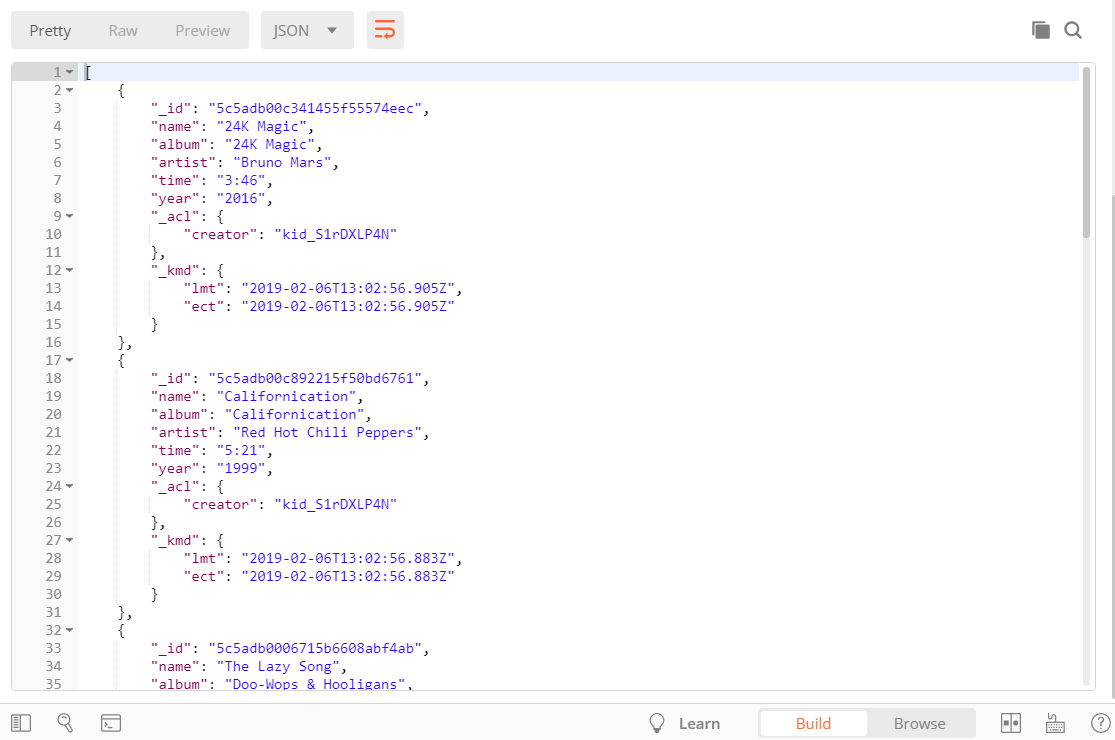 Pretty Raw Preview JSON
1 [
2 {
3 "_id": "5c5adb00c341455f55574eec",
4 "name": "24K Magic",
5 "album": "24K Magic",
6 "artist": "Bruno Mars",
7 "time": "3:46",
8 "year": "2016",
9 "_acl": {
10 "creator": "kid_S1rDXLP4N"
11 },
12 "_kmd": {
13 "lmt": "2019-02-06T13:02:56.905Z",
14 "ect": "2019-02-06T13:02:56.905Z"
15 }
16 },
17 {
18 "_id": "5c5adb00c892215f50bd6761",
19 "name": "Californication",
20 "album": "Californication",
21 "artist": "Red Hot Chili Peppers",
22 "time": "5:21",
23 "year": "1999",
24 "_acl": {
25 "creator": "kid_S1rDXLP4N"
26 },
27 "_kmd": {
28 "lmt": "2019-02-06T13:02:56.883Z",
29 "ect": "2019-02-06T13:02:56.883Z"
30 }
31 },
32 {
33 "_id": "5c5adb0006715b6608abf4ab",
34 "name": "The Lazy Song",
35 "album": "Doo-Wops & Hooligans",
Learn Build Browse